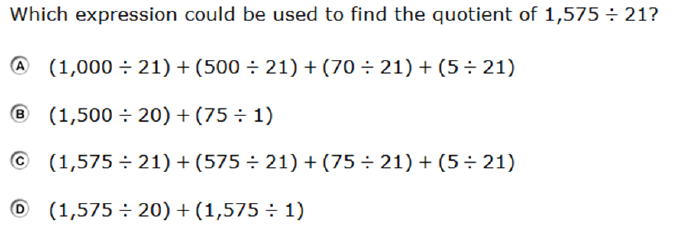 Which expression could be used to find the quotient of 1,575 ÷ 21?
A (1,000 ÷ 21) + (500 ÷ 21) + (70 ÷ 21) + (5 ÷ 21)
B (1,500 ÷ 20) + (75 ÷ 1)
C (1,575 ÷ 21) + (575 ÷ 21) + (75 ÷ 21) + (5 ÷ 21)
D (1,575 ÷ 20) + (1,575 ÷ 1)